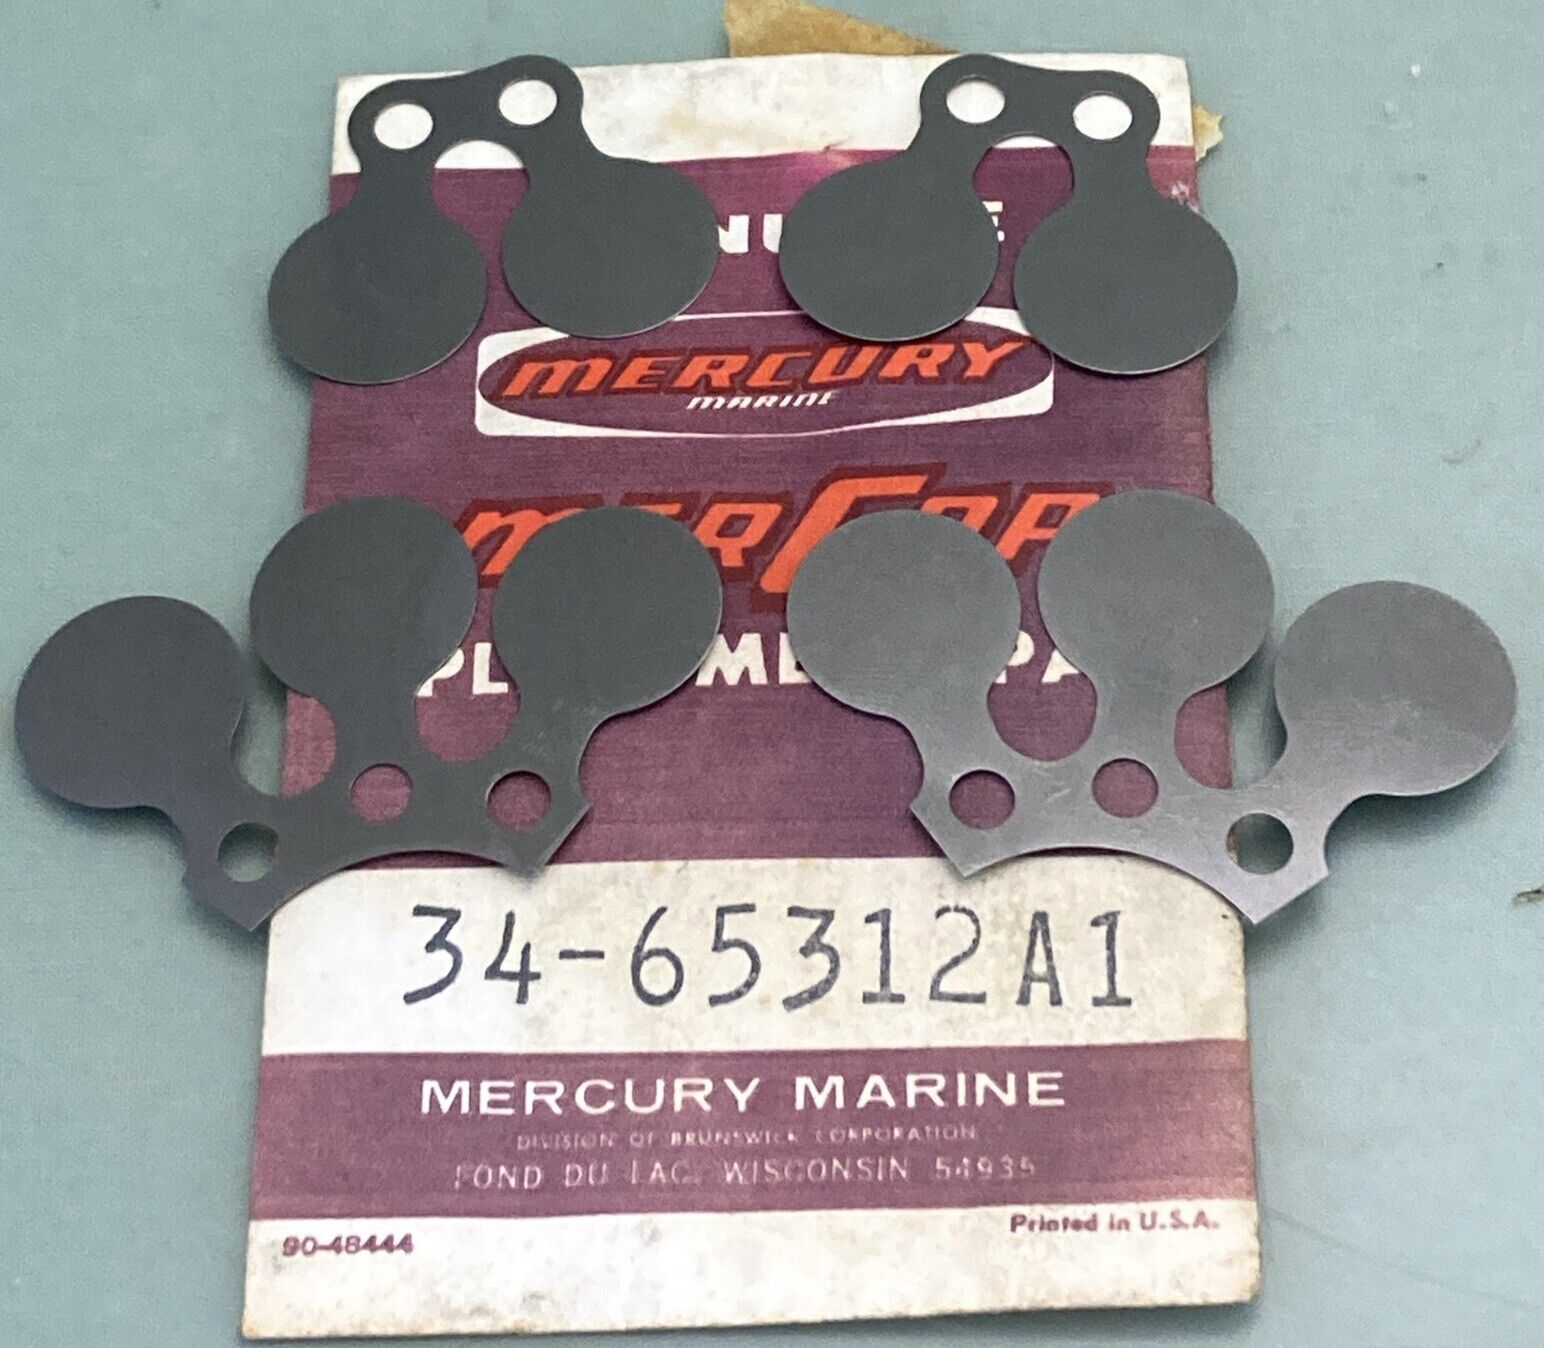 MERCURY
MARINE
34-65312A1
MERCURY MARINE
DIVISION OF BRUNSWICK CORPORATION
FOND DU LAC, WISCONSIN 54935
90-48444
Printed in U.S.A.